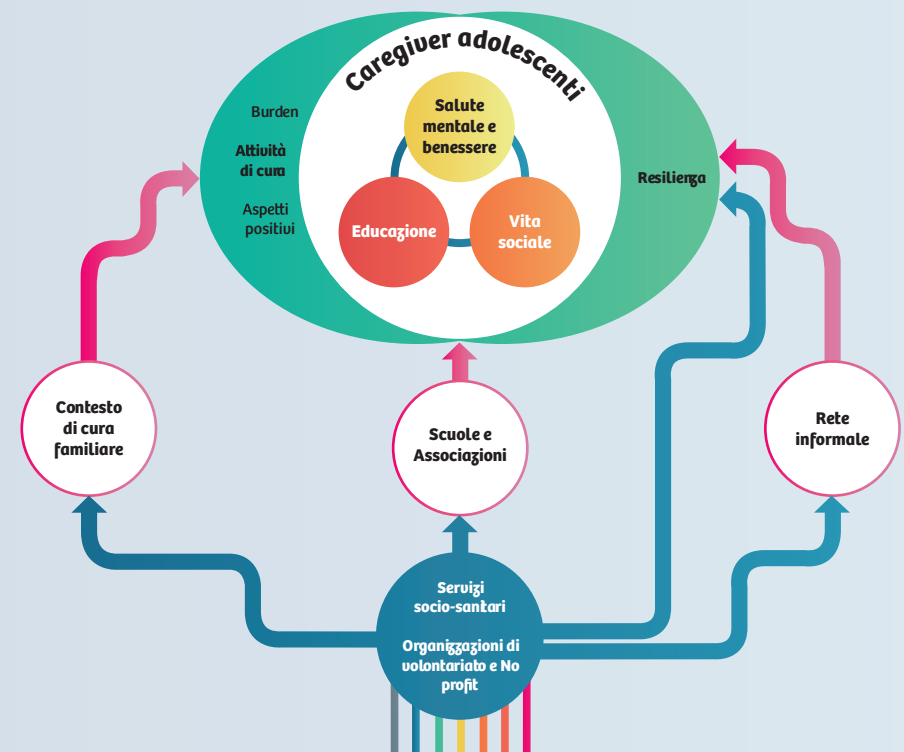 Caregiver adolescenti
Burden
Attività
di cura
Aspetti
positivi
Salute
mentale e
benessere
Educazione
Vita
sociale
Resilienza
Contesto
di cura
familiare
Scuole e
Associazioni
Rete
informale
Servizi
socio-sanitari
Organizzazioni di
volontariato e No
profit